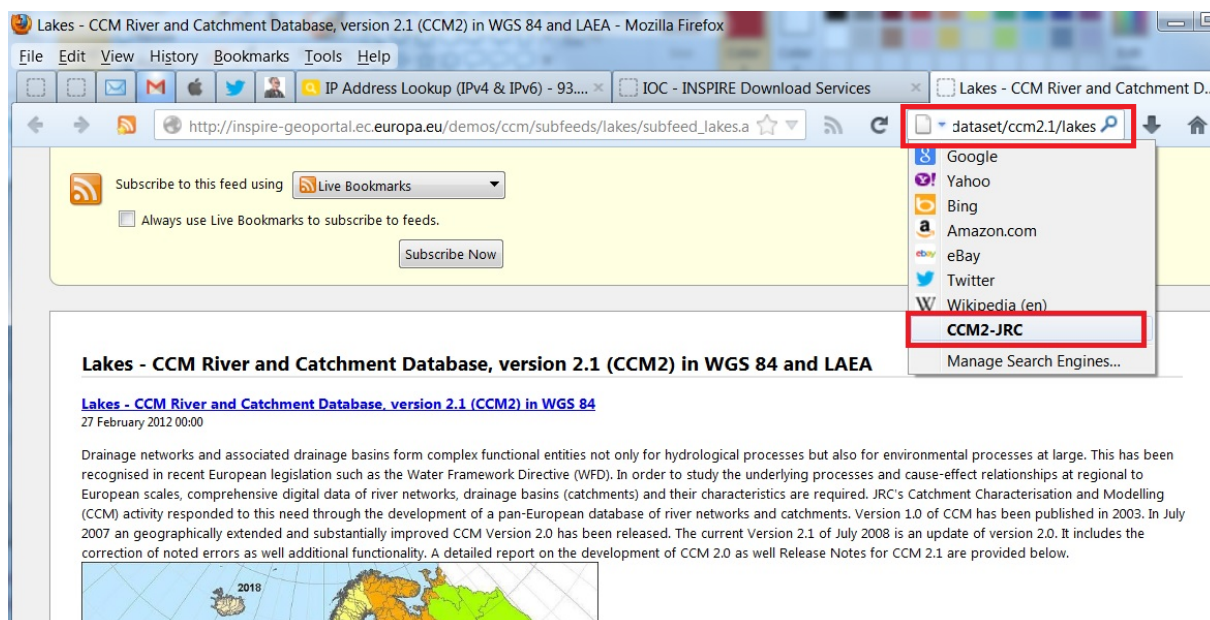 Lakes - CCM River and Catchment Database, version 2.1 (CCM2) in WGS 84 and LAEA - Mozilla Firefox
File Edit View History Bookmarks Tools Help
IP Address Lookup (IPv4 & IPv6) - 93.... × IOC - INSPIRE Download Services × Lakes - CCM River and Catchment D..
http://inspire-geoportal.ec.europa.eu/demos/ccm/subfeeds/lakes/subfeed_lakes.a dataset/ccm2.1/lakes
Google
Yahoo
Bing
Amazon.com
eBay
Twitter
Wikipedia (en)
CCM2-JRC
Manage Search Engines...
Subscribe to this feed using Live Bookmarks
Always use Live Bookmarks to subscribe to feeds.
Subscribe Now
Lakes - CCM River and Catchment Database, version 2.1 (CCM2) in WGS 84 and LAEA
Lakes - CCM River and Catchment Database, version 2.1 (CCM2) in WGS 84
27 February 2012 00:00
Drainage networks and associated drainage basins form complex functional entities not only for hydrological processes but also for environmental processes at large. This has been
recognised in recent European legislation such as the Water Framework Directive (WFD). In order to study the underlying processes and cause-effect relationships at regional to
European scales, comprehensive digital data of river networks, drainage basins (catchments) and their characteristics are required. JRC's Catchment Characterisation and Modelling
(CCM) activity responded to this need through the development of a pan-European database of river networks and catchments. Version 1.0 of CCM has been published in 2003. In July
2007 an geographically extended and substantially improved CCM Version 2.0 has been released. The current Version 2.1 of July 2008 is an update of version 2.0. It includes the
correction of noted errors as well additional functionality. A detailed report on the development of CCM 2.0 as well Release Notes for CCM 2.1 are provided below.
2018